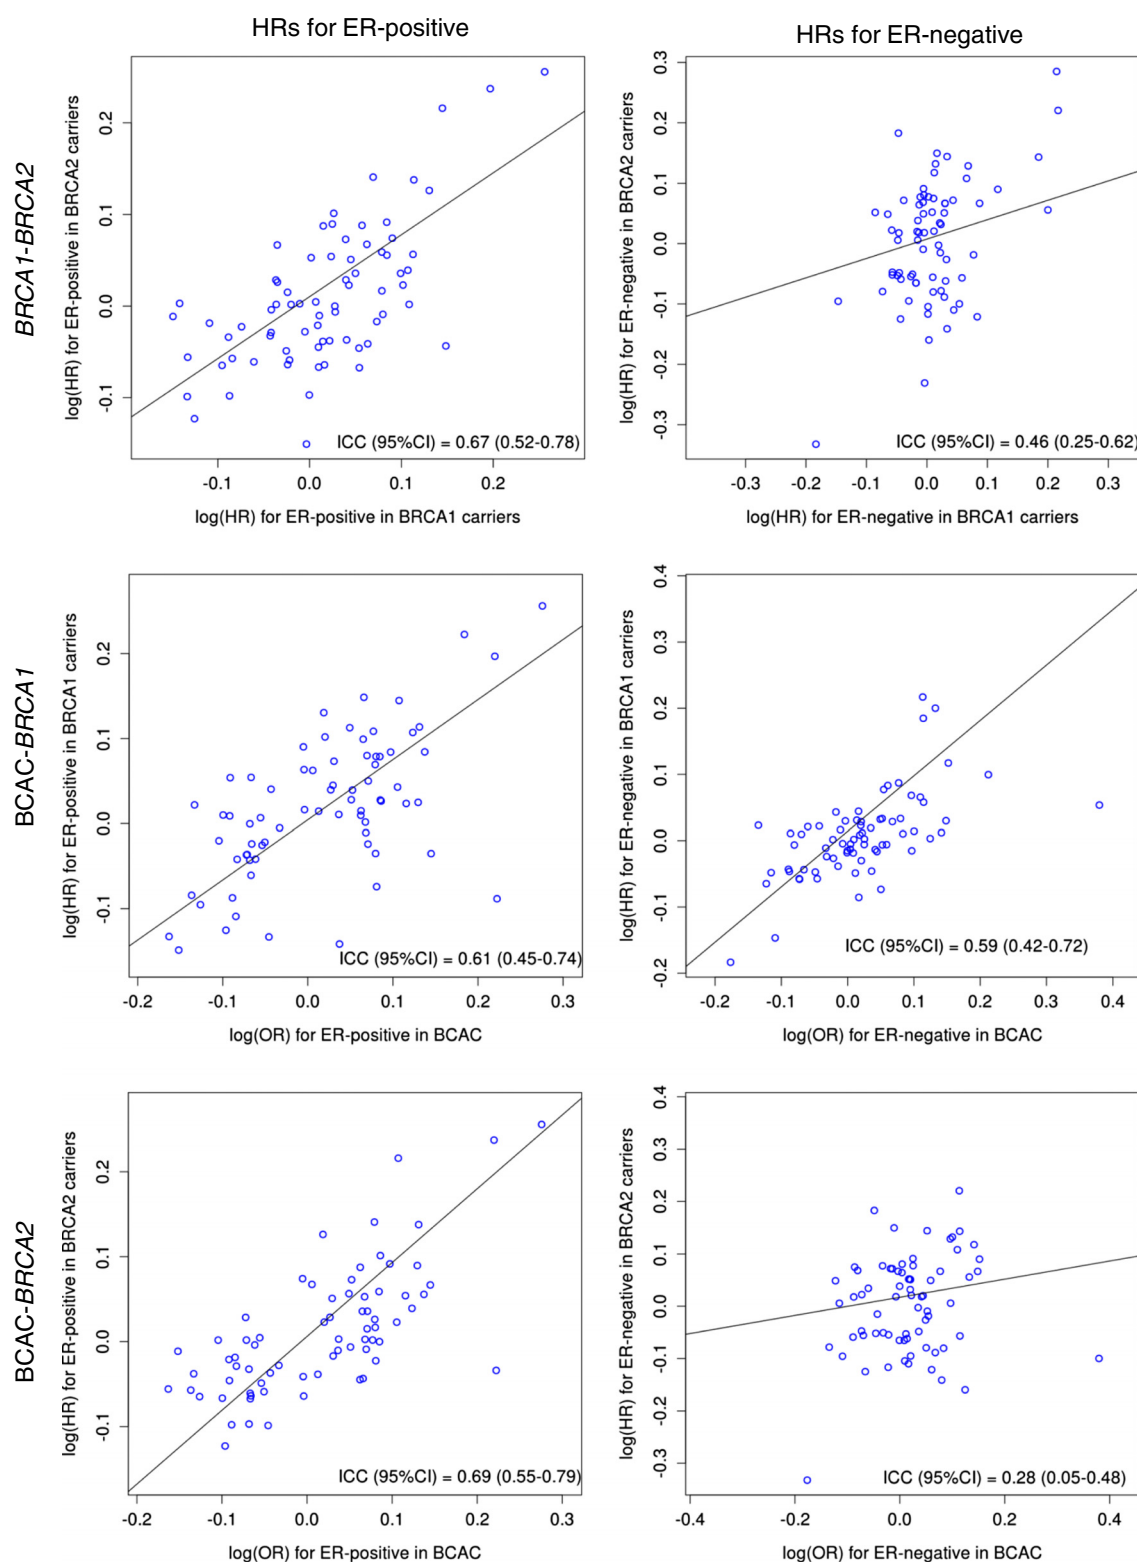 HRs for ER-positive
HRs for ER-negative
BRCA1-BRCA2
log(HR) for ER-positive in BRCA2 carriers
0.2
0.1
0.0
-0.1
ICC (95%CI) = 0.67 (0.52-0.78)
-0.1 0.0 0.1 0.2
log(HR) for ER-positive in BRCA1 carriers
log(HR) for ER-negative in BRCA2 carriers
0.3
0.2
0.1
0.0
-0.1
-0.2
-0.3
ICC (95%CI) = 0.46 (0.25-0.62)
-0.3 -0.2 -0.1 0.0 0.1 0.2 0.3
log(HR) for ER-negative in BRCA1 carriers
BCAC-BRCA1
log(HR) for ER-positive in BRCA1 carriers
0.2
0.1
0.0
-0.1
ICC (95%CI) = 0.61 (0.45-0.74)
-0.2 -0.1 0.0 0.1 0.2 0.3
log(OR) for ER-positive in BCAC
log(HR) for ER-negative in BRCA1 carriers
0.4
0.3
0.2
0.1
0.0
-0.1
-0.2
ICC (95%CI) = 0.59 (0.42-0.72)
-0.2 -0.1 0.0 0.1 0.2 0.3 0.4
log(OR) for ER-negative in BCAC
BCAC-BRCA2
log(HR) for ER-positive in BRCA2 carriers
0.2
0.1
0.0
-0.1
ICC (95%CI) = 0.69 (0.55-0.79)
-0.2 -0.1 0.0 0.1 0.2 0.3
log(OR) for ER-positive in BCAC
log(HR) for ER-negative in BRCA2 carriers
0.4
0.3
0.2
0.1
0.0
-0.1
-0.2
-0.3
ICC (95%CI) = 0.28 (0.05-0.48)
-0.4 -0.2 0.0 0.2 0.4
log(OR) for ER-negative in BCAC